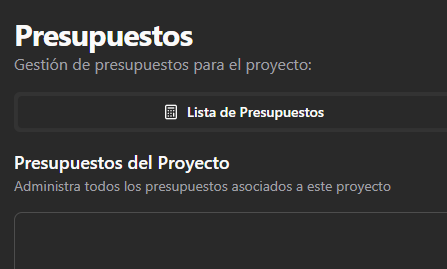 Presupuestos
Gestión de presupuestos para el proyecto:
Lista de Presupuestos
Presupuestos del Proyecto
Administra todos los presupuestos asociados a este proyecto